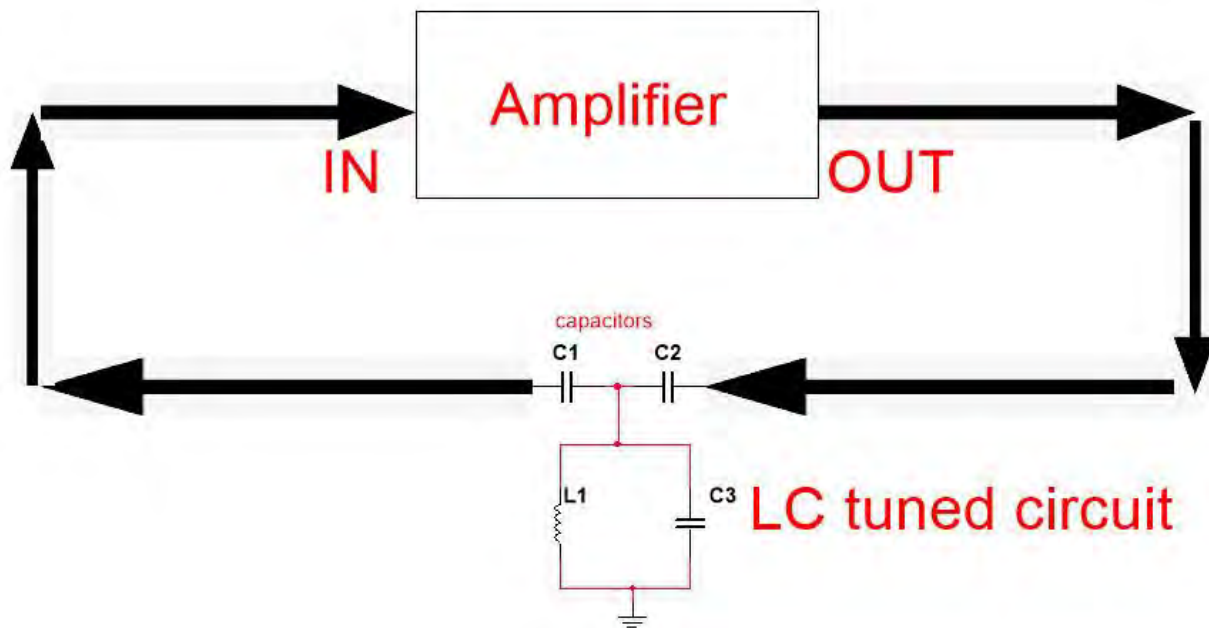 Amplifier
IN
OUT
capacitors
C1
C2
L1
C3
LC tuned circuit